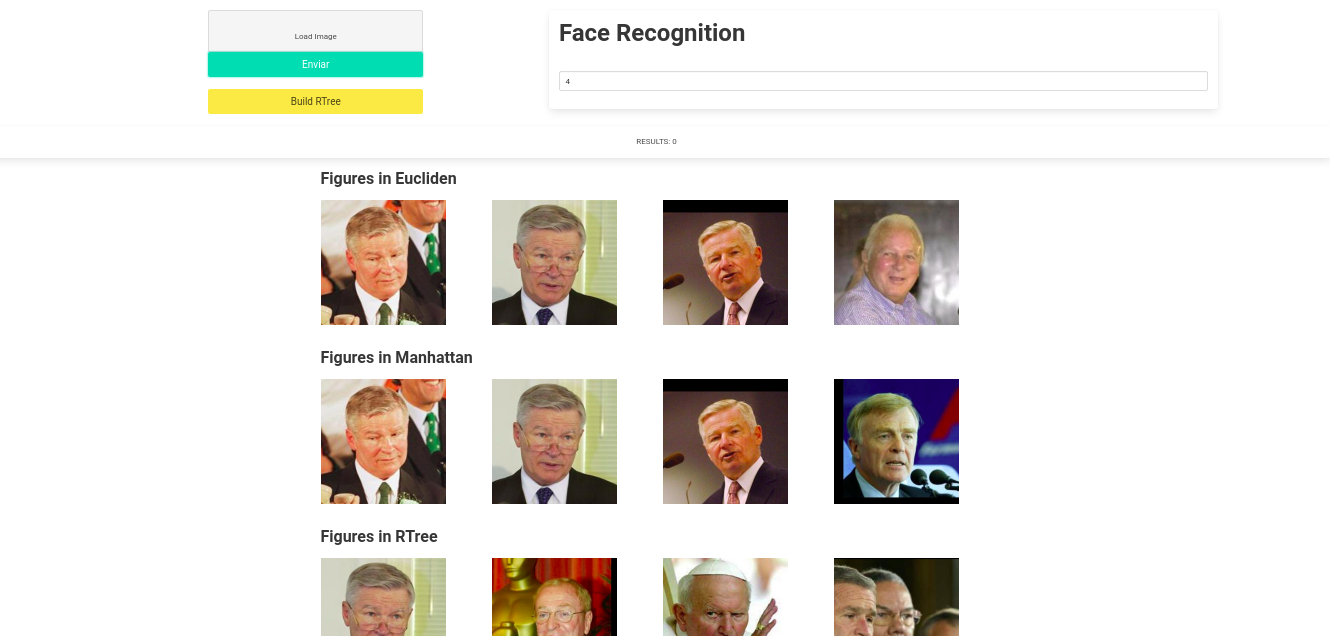 Load Image
Enviar
Build RTree
Face Recognition
4
RESULTS: 0
Figures in Eucliden
Figures in Manhattan
Figures in RTree